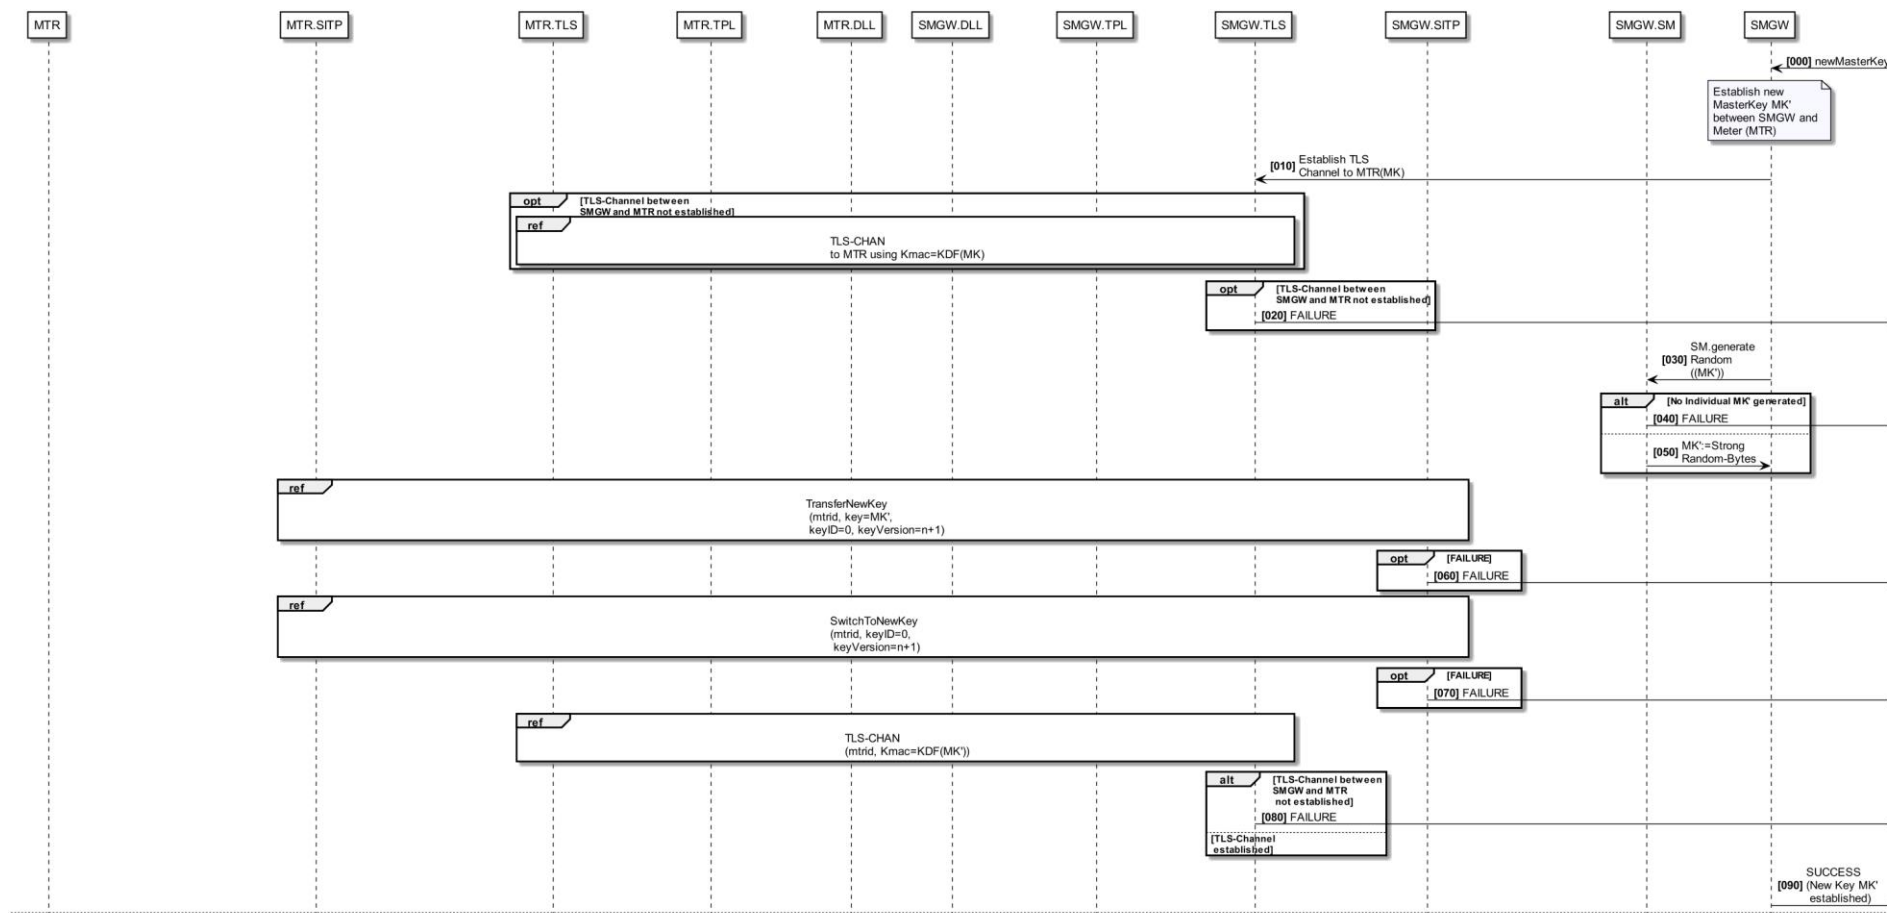 MTR
MTR.SITP
MTR.TLS
MTR.TPL
MTR.DLL
SMGW.DLL
SMGW.TPL
SMGW.TLS
SMGW.SITP
SMGW.SM
SMGW
[000] newMasterKey
Establish new
MasterKey MK'
between SMGW and
Meter (MTR)
[010] Establish TLS
Channel to MTR(MK)
opt [TLS-Channel between
SMGW and MTR not established]
ref
TLS-CHAN
to MTR using Kmac=KDF(MK)
opt [TLS-Channel between
SMGW and MTR not established]
[020] FAILURE
SM.generate
[030] Random
((MK'))
alt [No Individual MK' generated]
[040] FAILURE
MK':=Strong
[050] Random-Bytes
ref
TransferNewKey
(mtrid, key=MK',
keyID=0, keyVersion=n+1)
opt [FAILURE]
[060] FAILURE
ref
SwitchToNewKey
(mtrid, keyID=0,
keyVersion=n+1)
opt [FAILURE]
[070] FAILURE
ref
TLS-CHAN
(mtrid, Kmac=KDF(MK'))
alt [TLS-Channel between
SMGW and MTR
not established]
[080] FAILURE
[TLS-Channel
established]
SUCCESS
[090] (New Key MK'
established)